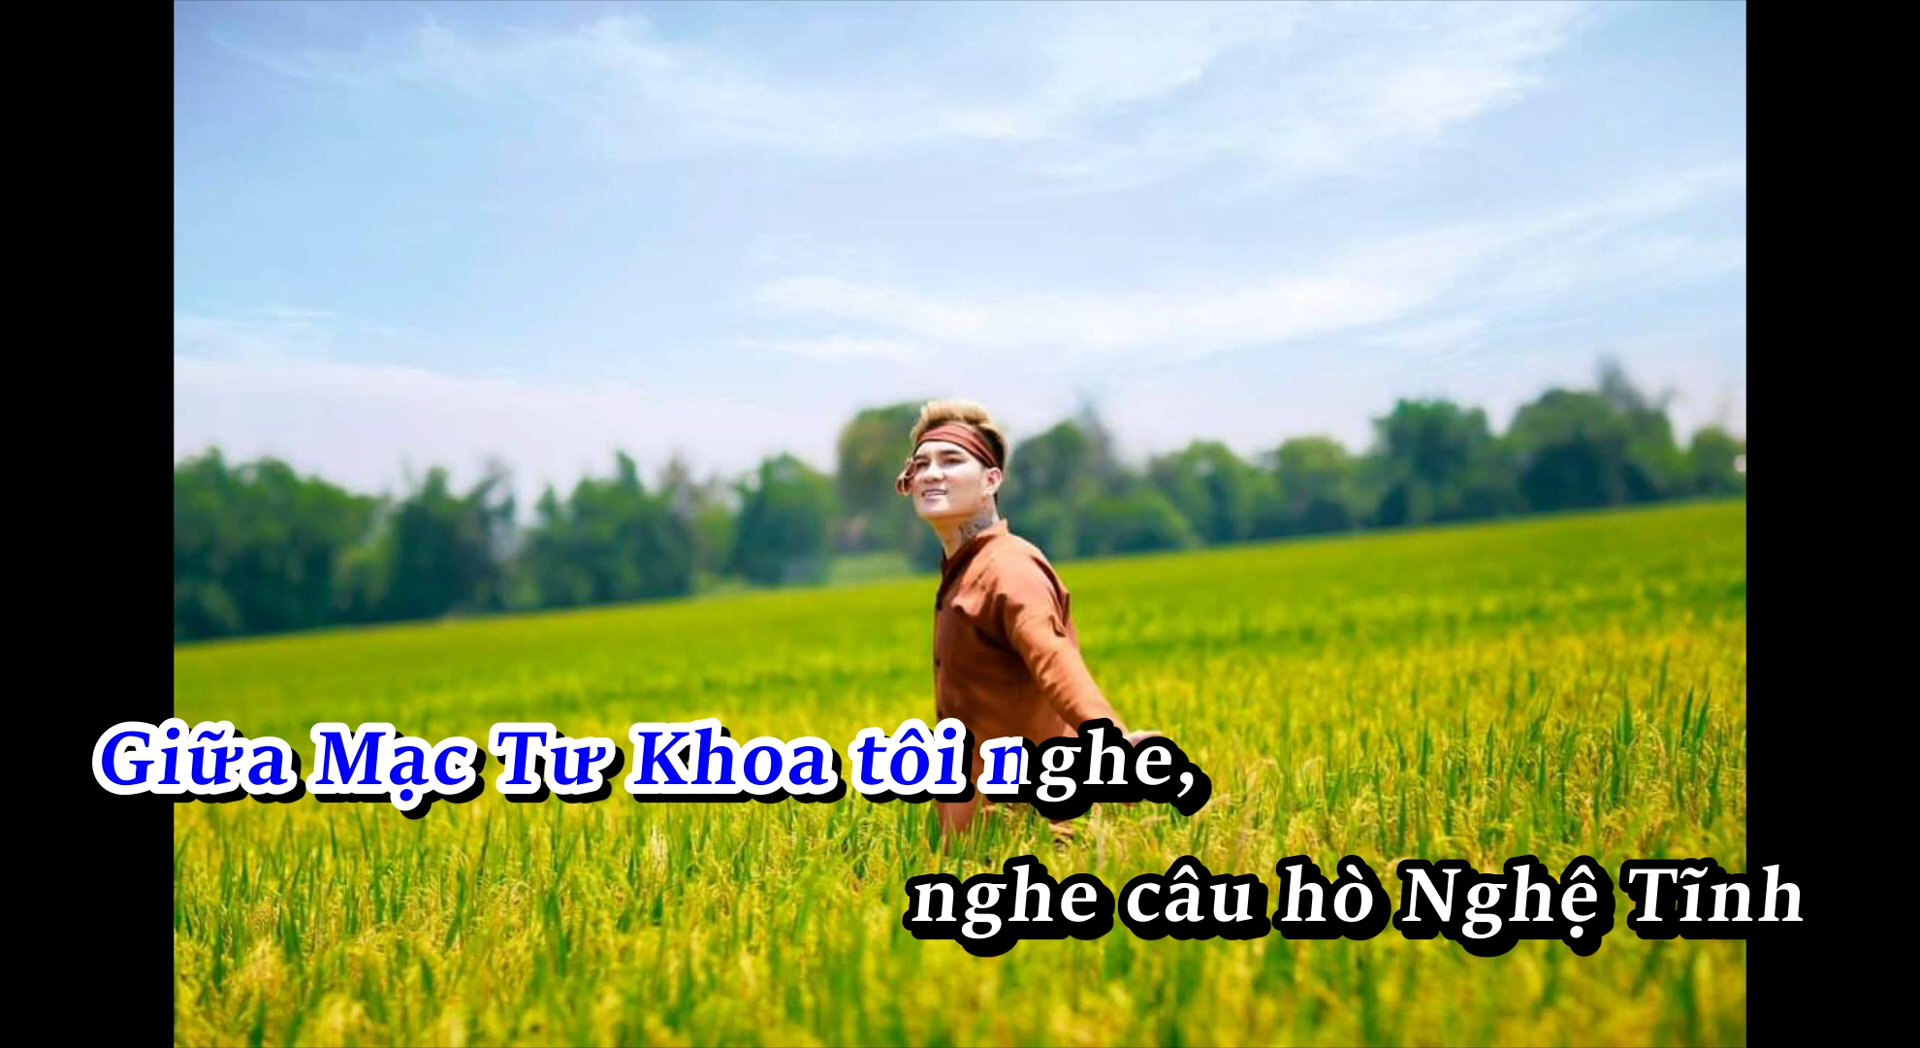 Giữa Mạc Tư Khoa tôi nghe,
nghe câu hò Nghệ Tĩnh